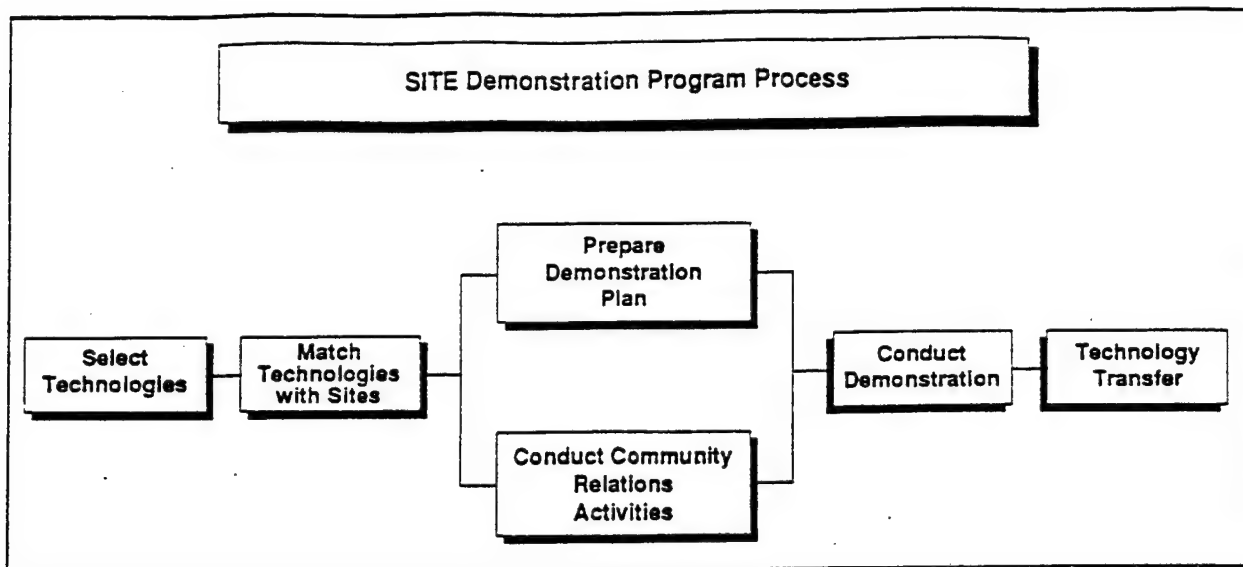 SITE Demonstration Program Process
Select
Technologies
Match
Technologies
with Sites
Prepare
Demonstration
Plan
Conduct Community
Relations
Activities
Conduct
Demonstration
Technology
Transfer